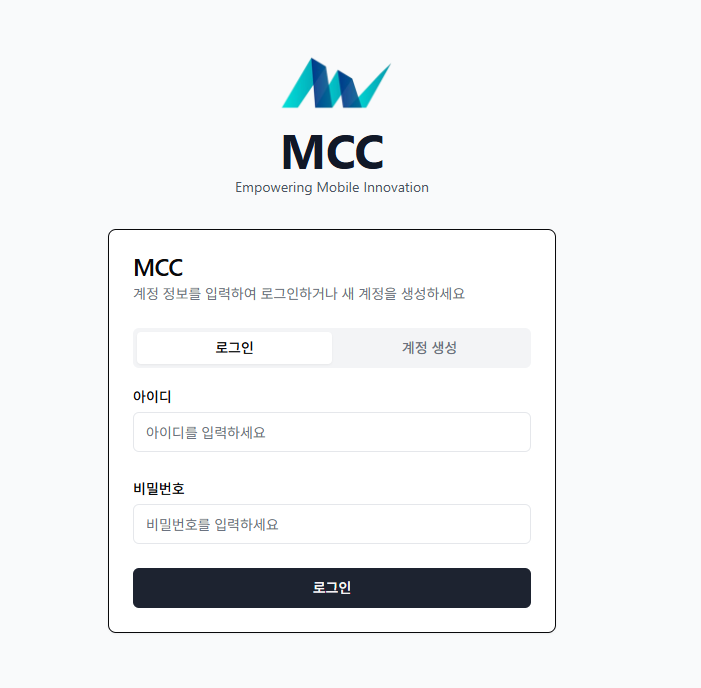 MCC
Empowering Mobile Innovation
MCC
계정 정보를 입력하여 로그인하거나 새 계정을 생성하세요
로그인 계정 생성
아이디
아이디를 입력하세요
비밀번호
비밀번호를 입력하세요
로그인